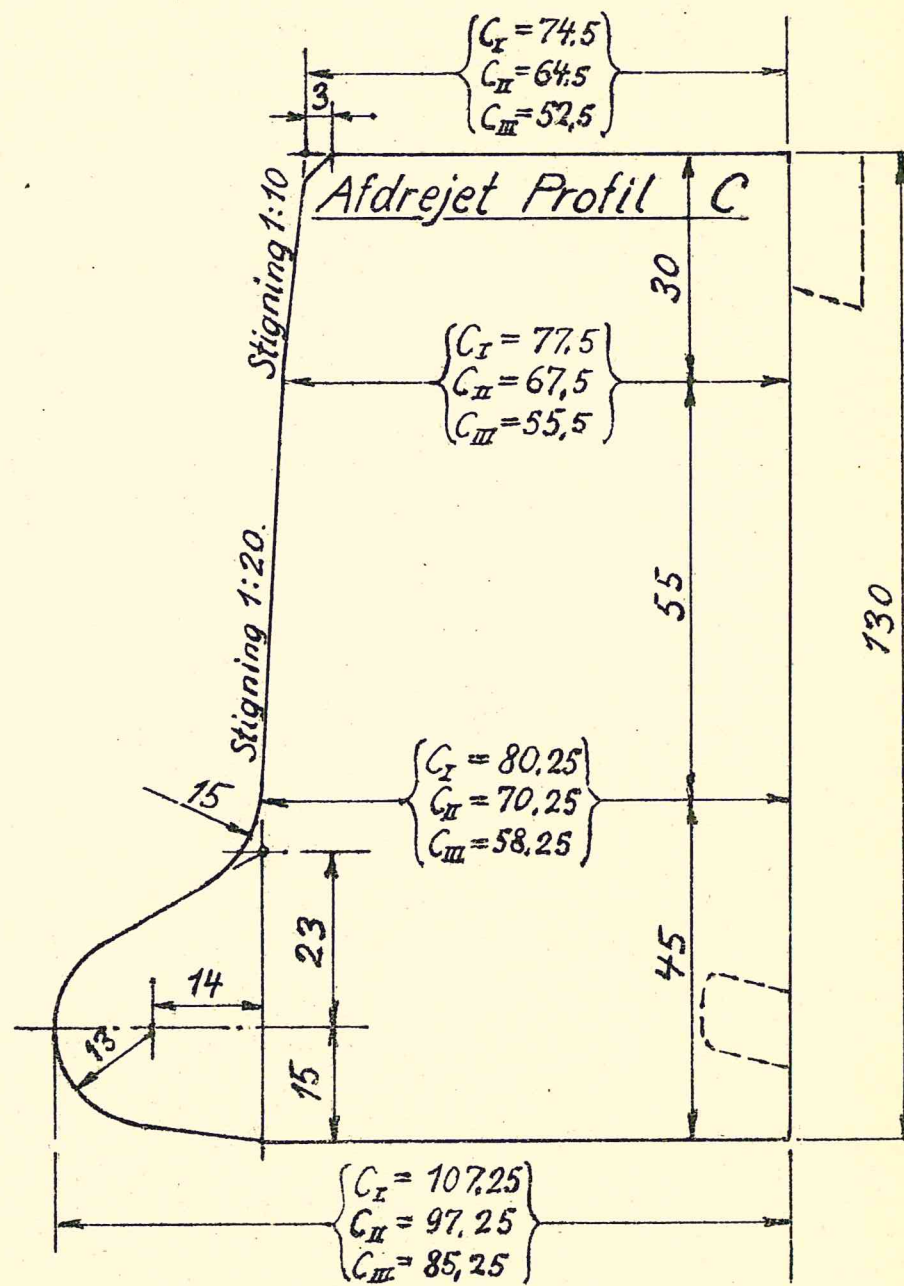 C_I = 74.5
C_II = 64.5
C_III = 52,5
3
Afdrejet Profil C
Stigning 1:10
30
C_I = 77.5
C_II = 67,5
C_III = 55,5
Stigning 1:20.
55
130
C_I = 80.25
C_II = 70.25
C_III = 58.25
15
23
45
14
13
15
C_I = 107,25
C_II = 97.25
C_III = 85,25